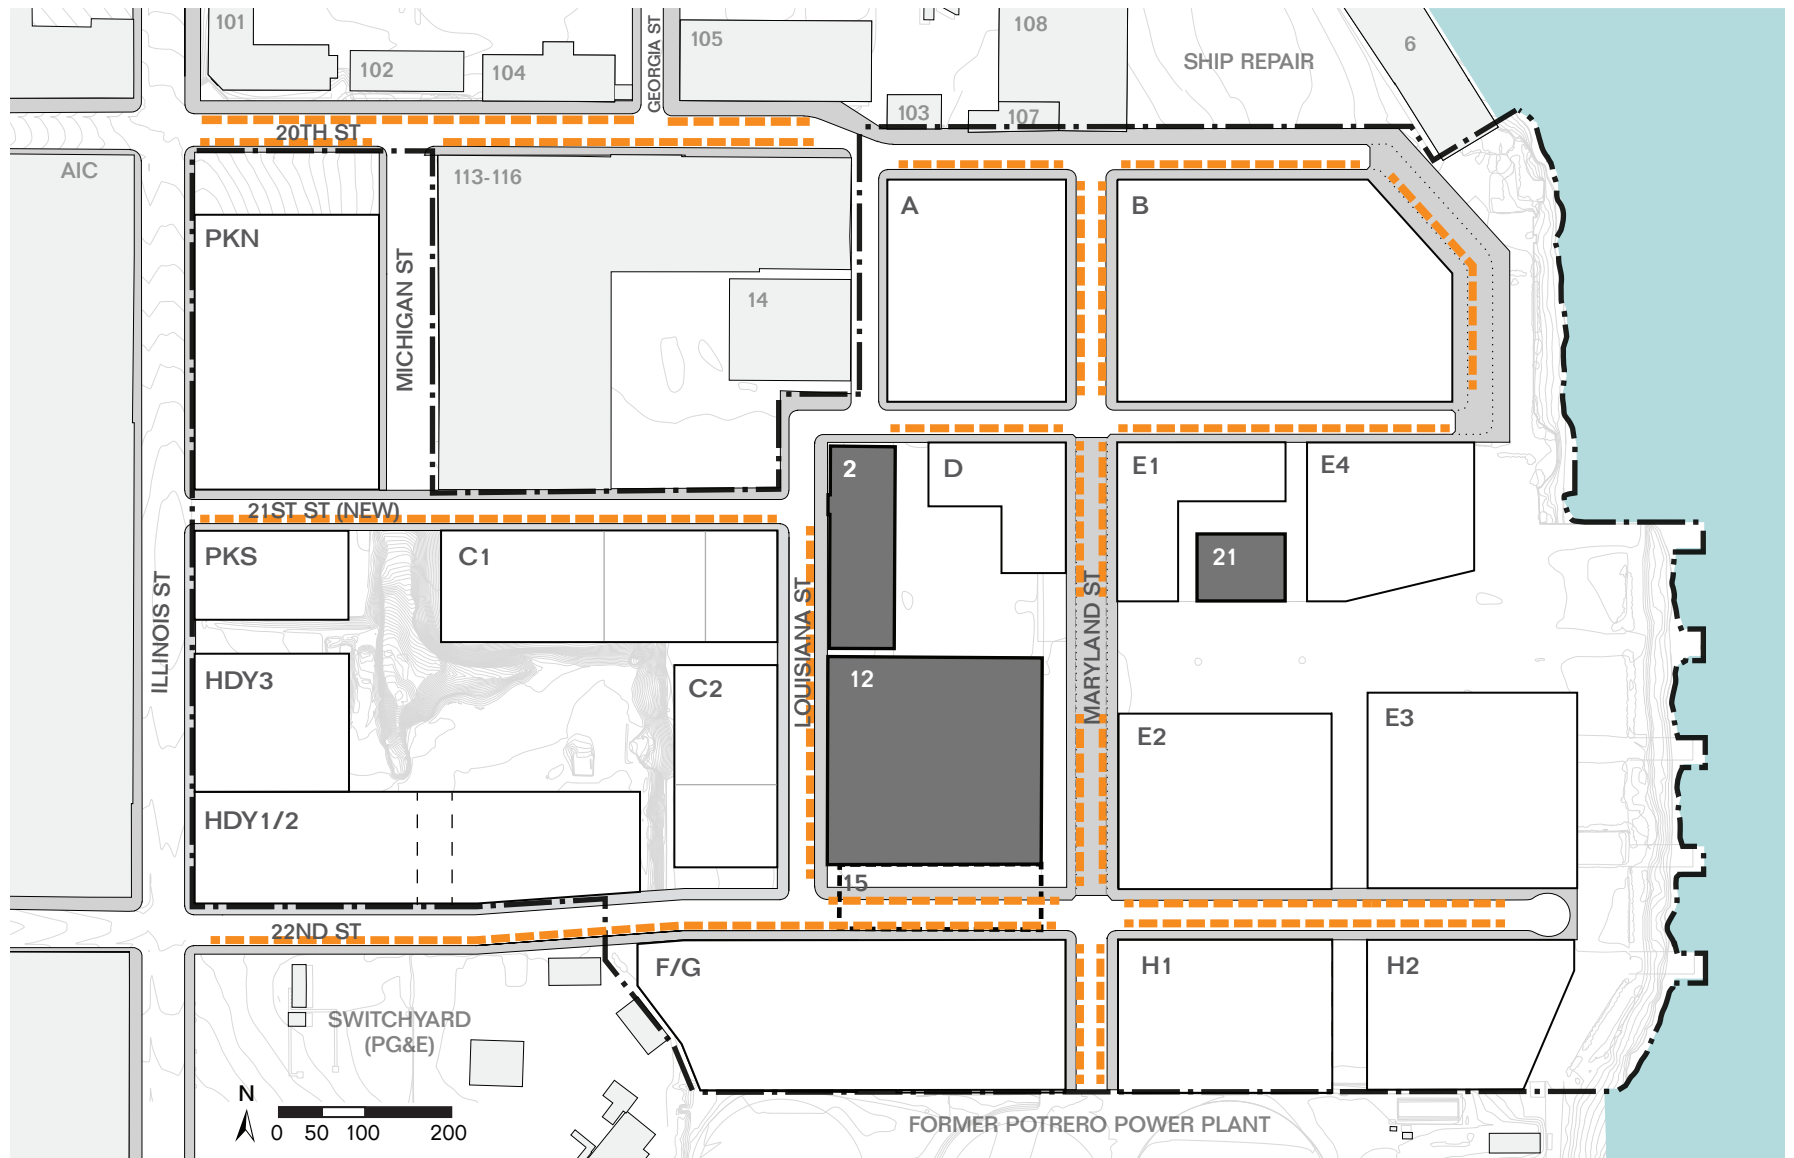 101
102
104
GEORGIA ST
105
108
SHIP REPAIR
6
103
107
20TH ST
AIC
113-116
A
B
PKN
MICHIGAN ST
14
2
D
E1
E4
21ST ST (NEW)
PKS
C1
21
ILLINOIS ST
LOUISIANA ST
MARYLAND ST
HDY3
C2
12
E2
E3
HDY1/2
15
22ND ST
F/G
H1
H2
SWITCHYARD
(PG&E)
N
0 50 100 200
FORMER POTRERO POWER PLANT